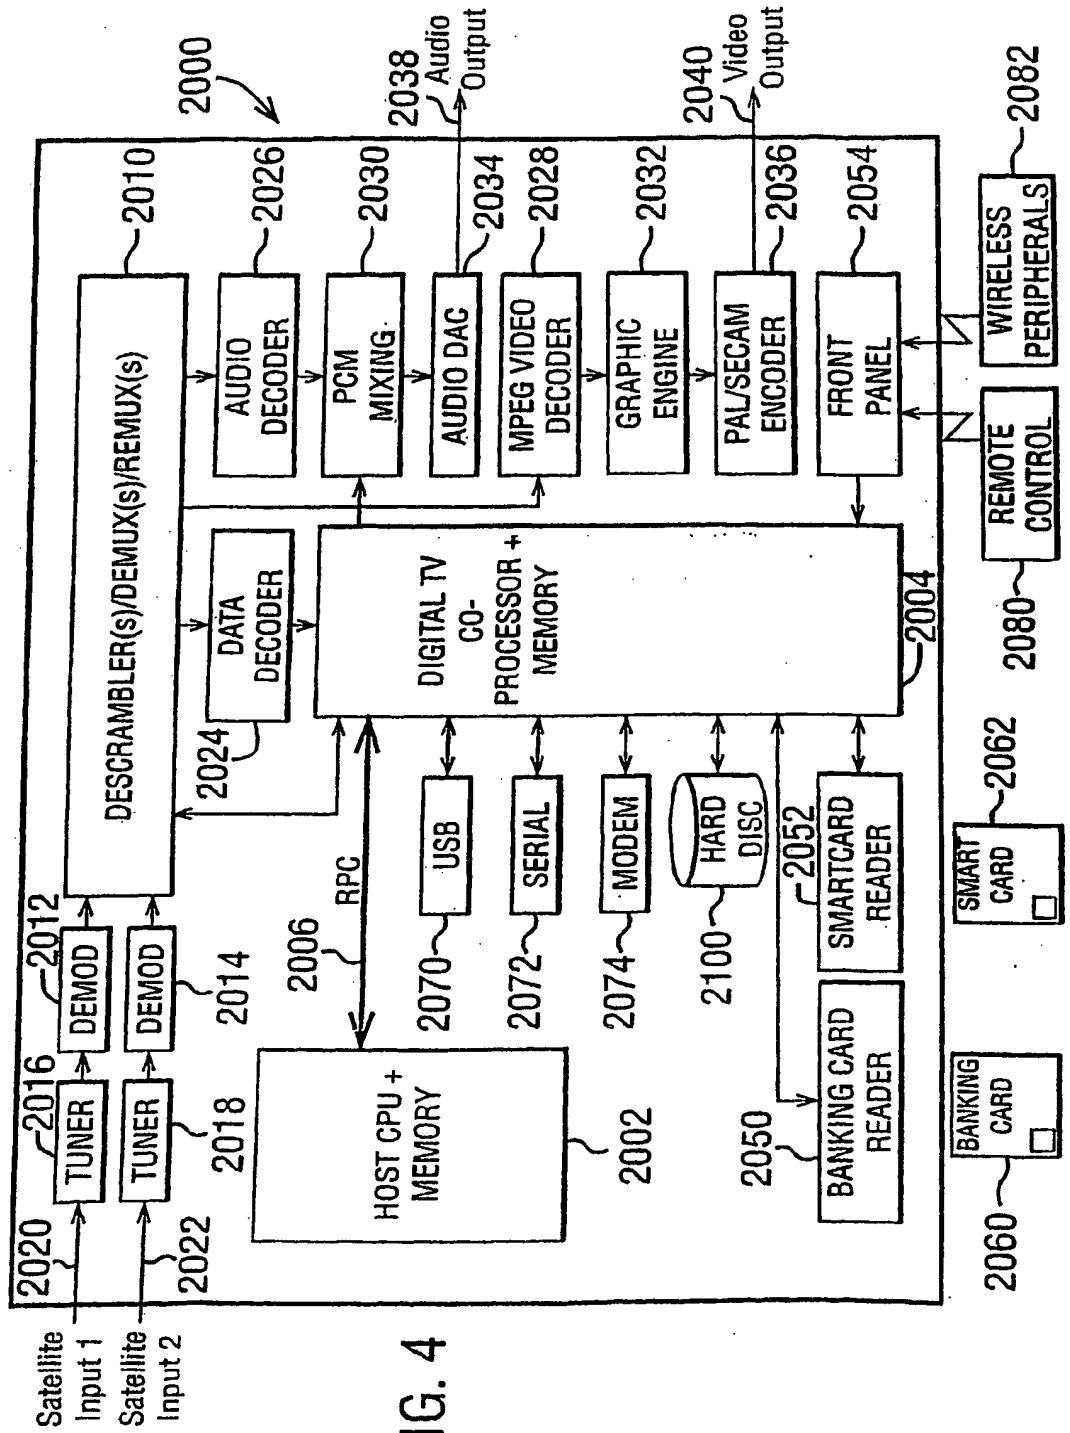 2000
Satellite
Input 1
2020
TUNER
2016
DEMOD
2012
DESCRAMBLER(s)/DEMUX(s)/REMUX(s)
2010
Satellite
Input 2
2022
TUNER
2018
DEMOD
2014
DATA
DECODER
2024
AUDIO
DECODER
2026
HOST CPU +
MEMORY
2002
2006
RPC
DIGITAL TV
CO-
PROCESSOR +
MEMORY
2004
PCM
MIXING
2030
AUDIO DAC
2034
2038
Audio
Output
USB
2070
SERIAL
2072
MODEM
2074
HARD
DISC
2100
MPEG VIDEO
DECODER
2028
GRAPHIC
ENGINE
2032
PAL/SECAM
ENCODER
2036
2040
Video
Output
BANKING CARD
READER
2050
SMARTCARD
READER
2052
FRONT
PANEL
2054
BANKING
CARD
2060
SMART
CARD
2062
REMOTE
CONTROL
2080
WIRELESS
PERIPHERALS
2082
IG. 4